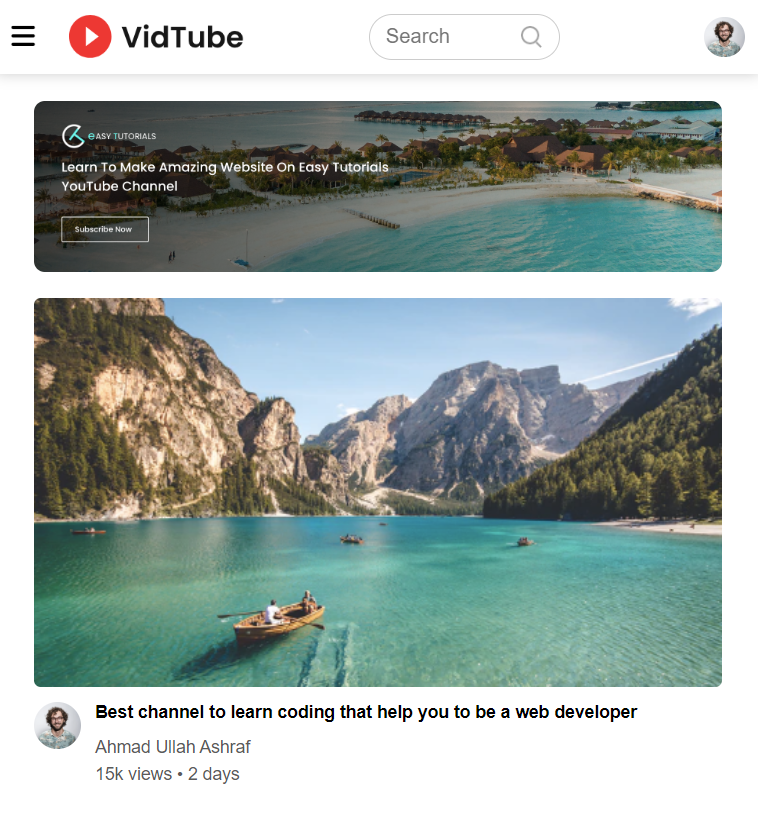 VidTube
Search
eASY TUTORIALS
Learn To Make Amazing Website On Easy Tutorials
YouTube Channel
Subscribe Now
Best channel to learn coding that help you to be a web developer
Ahmad Ullah Ashraf
15k views • 2 days